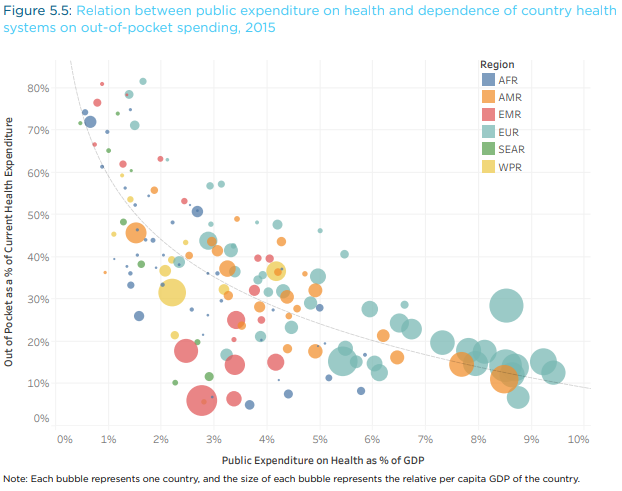 Figure 5.5: Relation between public expenditure on health and dependence of country health
systems on out-of-pocket spending, 2015
Region
AFR
AMR
EMR
EUR
SEAR
WPR
Out of Pocket as a % of Current Health Expenditure
80%
70%
60%
50%
40%
30%
20%
10%
0%
0% 1% 2% 3% 4% 5% 6% 7% 8% 9% 10%
Public Expenditure on Health as % of GDP
Note: Each bubble represents one country, and the size of each bubble represents the relative per capita GDP of the country.